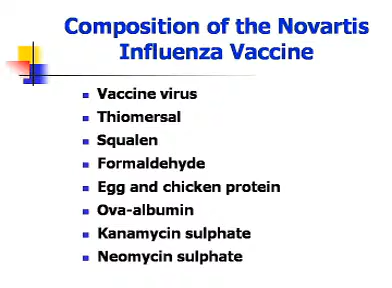 Composition of the Novartis
Influenza Vaccine
Vaccine virus
Thiomersal
Squalen
Formaldehyde
Egg and chicken protein
Ova-albumin
Kanamycin sulphate
Neomycin sulphate